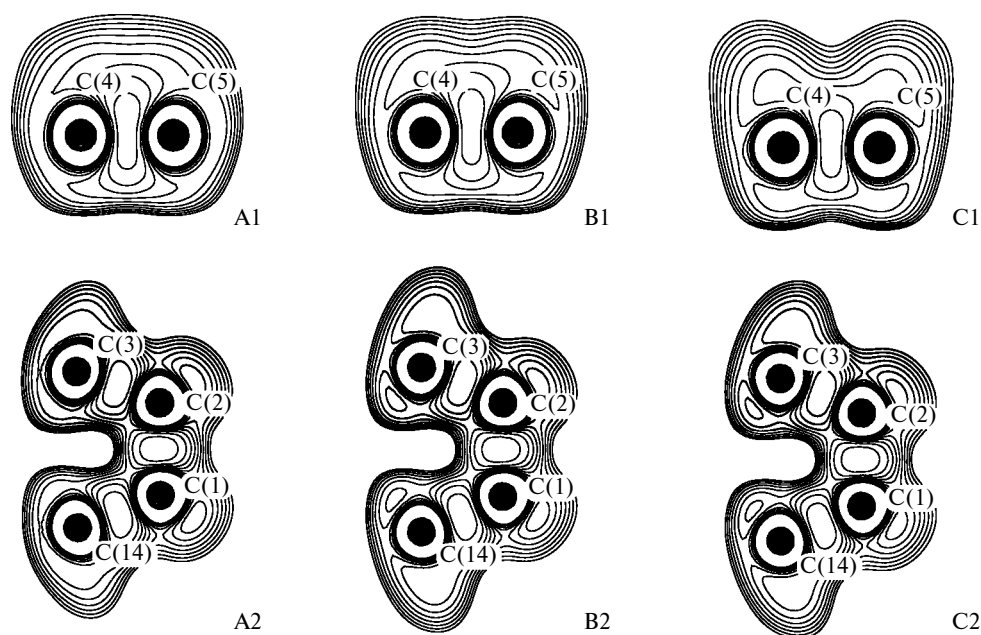 C(4) C(5) C(4) C(5) C(4) C(5)
A1 B1 C1
C(3) C(3) C(3)
C(2) C(2) C(2)
C(1) C(1) C(1)
C(14) C(14) C(14)
A2 B2 C2